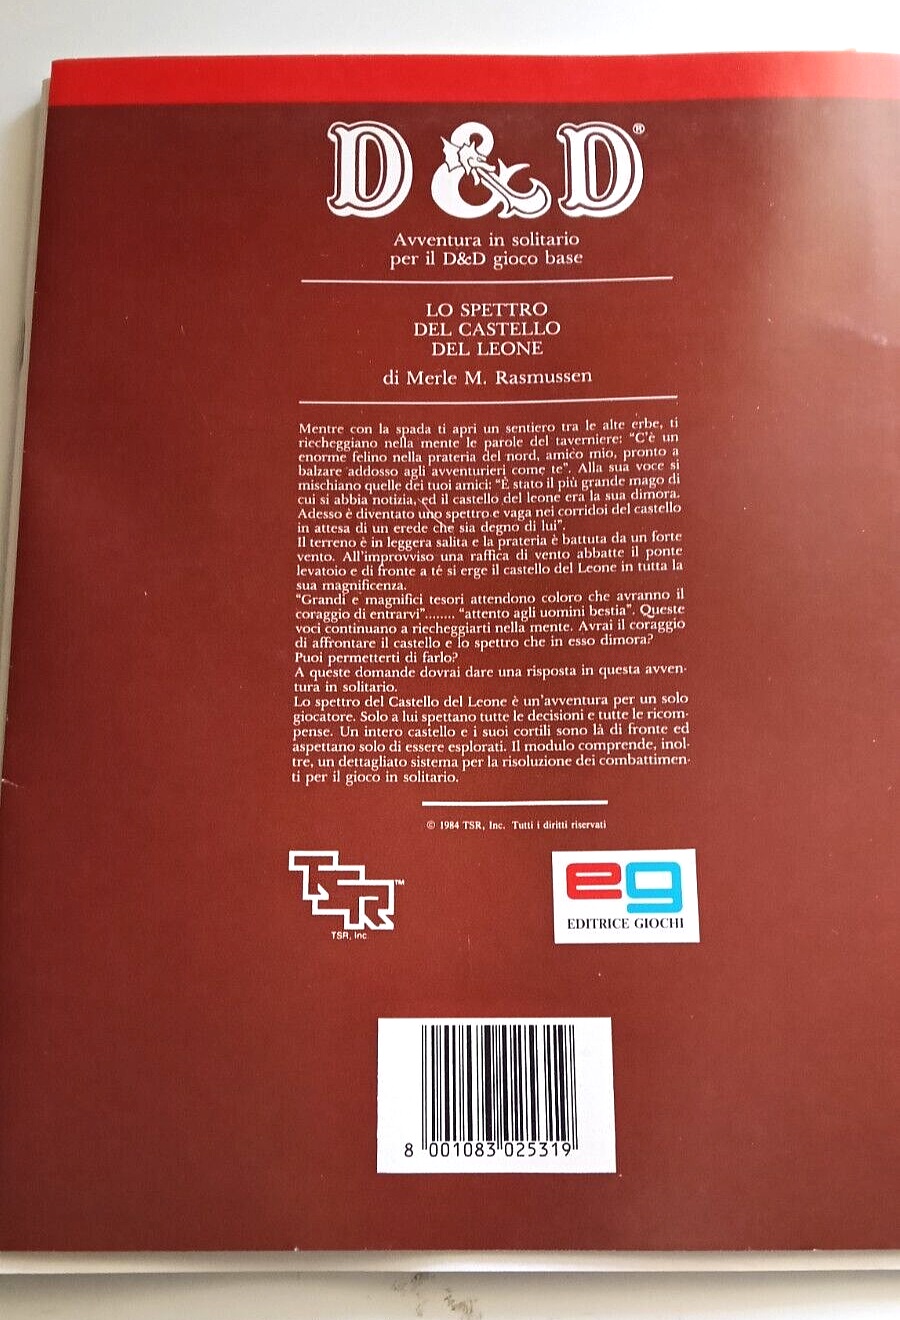 D&D®
Avventura in solitario
per il D&D gioco base
LO SPETTRO
DEL CASTELLO
DEL LEONE
di Merle M. Rasmussen
Mentre con la spada ti apri un sentiero tra le alte erbe, ti
riecheggiano nella mente le parole del taverniere: “C'è un
enorme felino nella prateria del nord, amico mio, pronto a
balzare addosso agli avventurieri come te”. Alla sua voce si
mischiano quelle dei tuoi amici: “È stato il più grande mago di
cui si abbia notizia, ed il castello del leone era la sua dimora.
Adesso è diventato uno spettro e vaga nei corridoi del castello
in attesa di un erede che sia degno di lui”.
Il terreno è in leggera salita e la prateria è battuta da un forte
vento. All'improvviso una raffica di vento abbatte il ponte
levatoio e di fronte a te si erge il castello del Leone in tutta la
sua magnificenza.
“Grandi e magnifici tesori attendono coloro che avranno il
coraggio di entrarvi”........ “attento agli uomini bestia”. Queste
voci continuano a riecheggiarti nella mente. Avrai il coraggio
di affrontare il castello e lo spettro che in esso dimora?
Puoi permetterti di farlo?
A queste domande dovrai dare una risposta in questa avven-
tura in solitario.
Lo spettro del Castello del Leone è un'avventura per un solo
giocatore. Solo a lui spettano tutte le decisioni e tutte le ricom-
pense. Un intero castello e i suoi cortili sono là di fronte ed
aspettano solo di essere esplorati. Il modulo comprende, inol-
tre, un dettagliato sistema per la risoluzione dei combattimen-
ti per il gioco in solitario.
© 1984 TSR, Inc. Tutti i diritti riservati
TSR™
TSR, Inc.
eg
EDITRICE GIOCHI
8 001083 025319